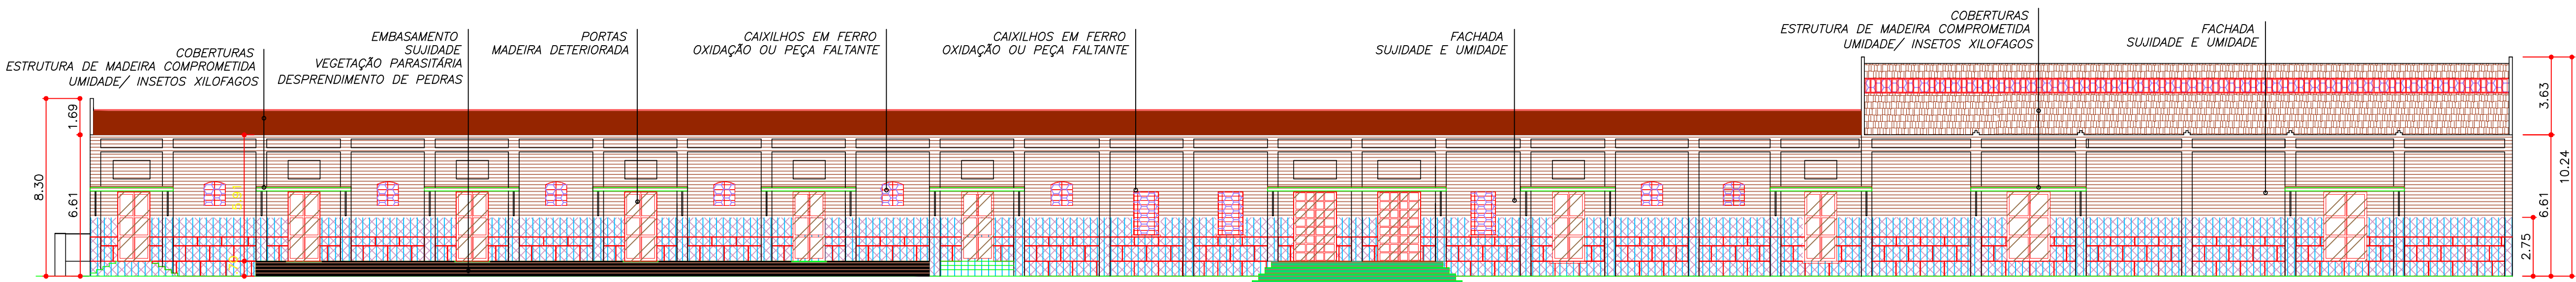 COBERTURAS
ESTRUTURA DE MADEIRA COMPROMETIDA
UMIDADE/ INSETOS XILOFAGOS
EMBASAMENTO
SUJIDADE
VEGETAÇÃO PARASITÁRIA
DESPRENDIMENTO DE PEDRAS
PORTAS
MADEIRA DETERIORADA
CAIXILHOS EM FERRO
OXIDAÇÃO OU PEÇA FALTANTE
CAIXILHOS EM FERRO
OXIDAÇÃO OU PEÇA FALTANTE
FACHADA
SUJIDADE E UMIDADE
COBERTURAS
ESTRUTURA DE MADEIRA COMPROMETIDA
UMIDADE/ INSETOS XILOFAGOS
FACHADA
SUJIDADE E UMIDADE
8.30
1.69
6.61
3.63
6.61
10.24
2.75